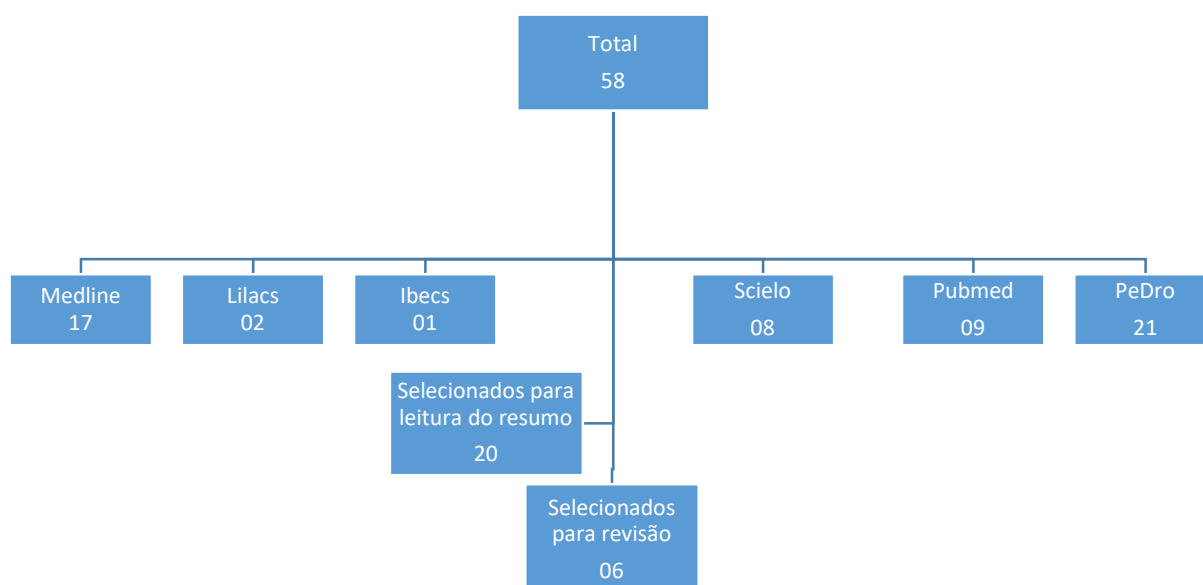 Total
58
Medline
17
Lilacs
02
Ibecs
01
Scielo
08
Pubmed
09
PeDro
21
Selecionados para
leitura do resumo
20
Selecionados
para revisão
06